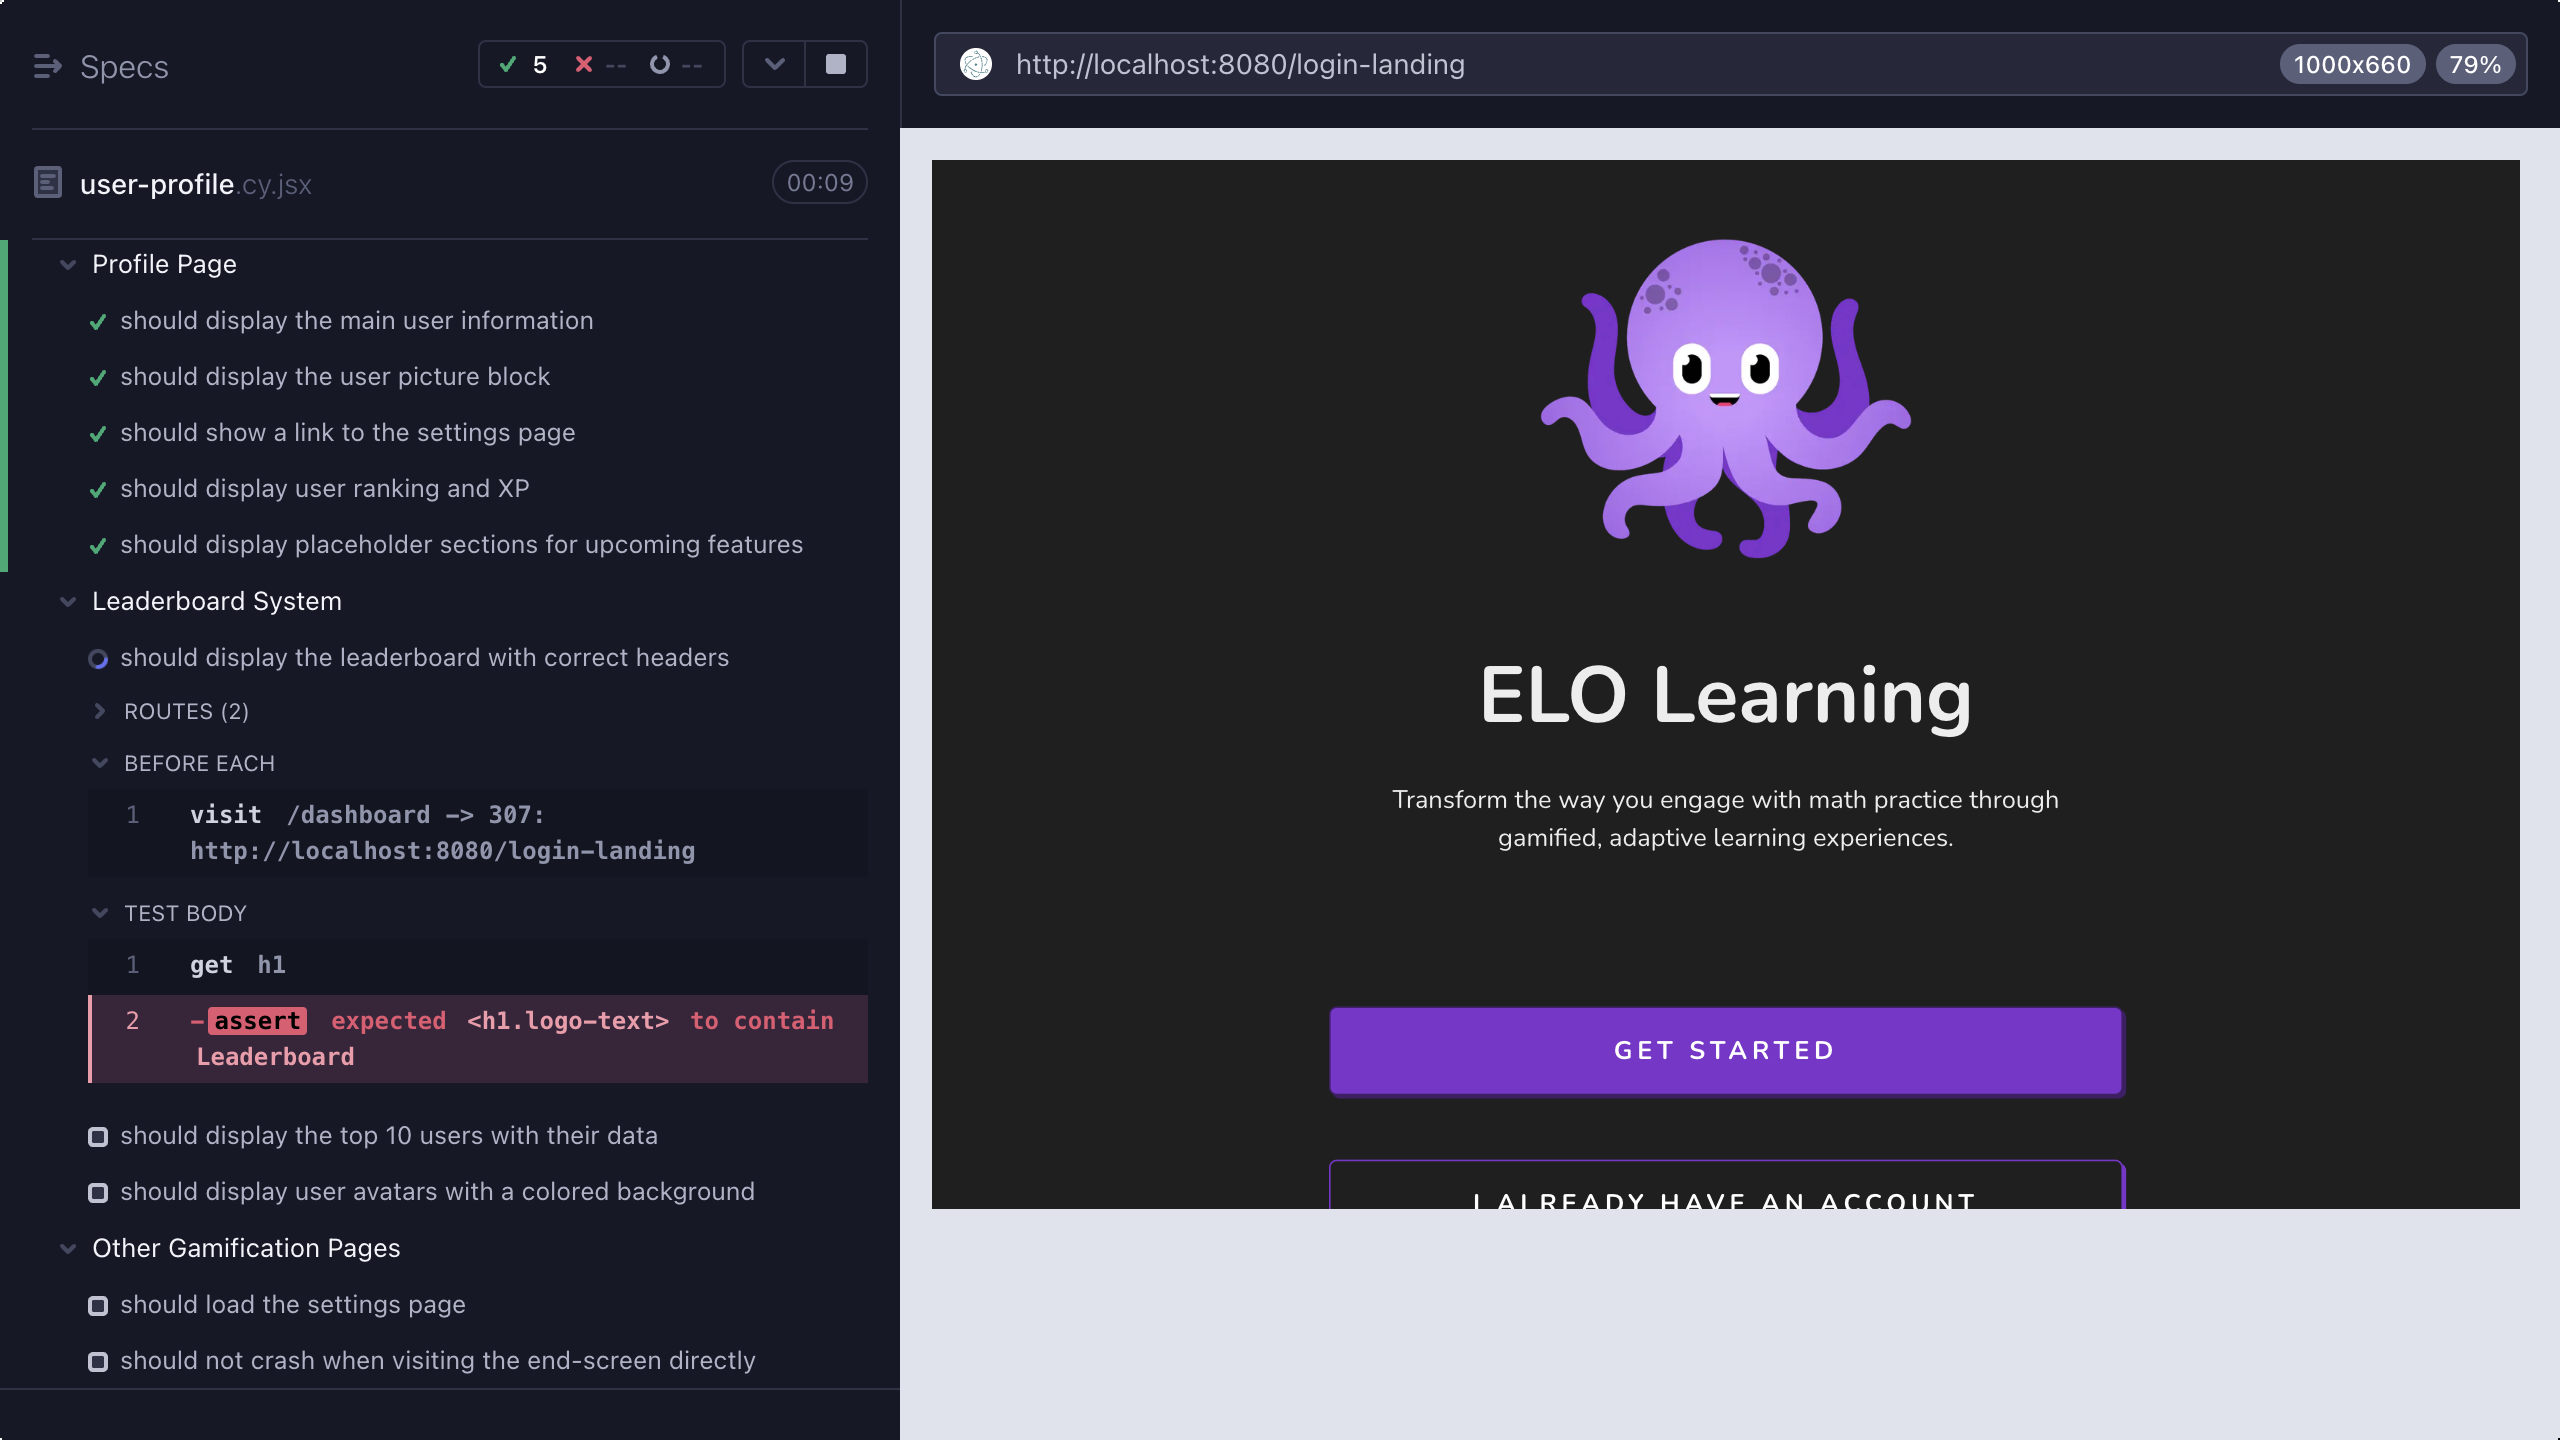 Specs
5 -- --
user-profile.cy.jsx
00:09
Profile Page
should display the main user information
should display the user picture block
should show a link to the settings page
should display user ranking and XP
should display placeholder sections for upcoming features
Leaderboard System
should display the leaderboard with correct headers
ROUTES (2)
BEFORE EACH
1 visit /dashboard -> 307:
http://localhost:8080/login-landing
TEST BODY
1 get h1
2 -assert expected <h1.logo-text> to contain
Leaderboard
should display the top 10 users with their data
should display user avatars with a colored background
Other Gamification Pages
should load the settings page
should not crash when visiting the end-screen directly
http://localhost:8080/login-landing
1000x660
79%
ELO Learning
Transform the way you engage with math practice through
gamified, adaptive learning experiences.
GET STARTED
I ALREADY HAVE AN ACCOUNT